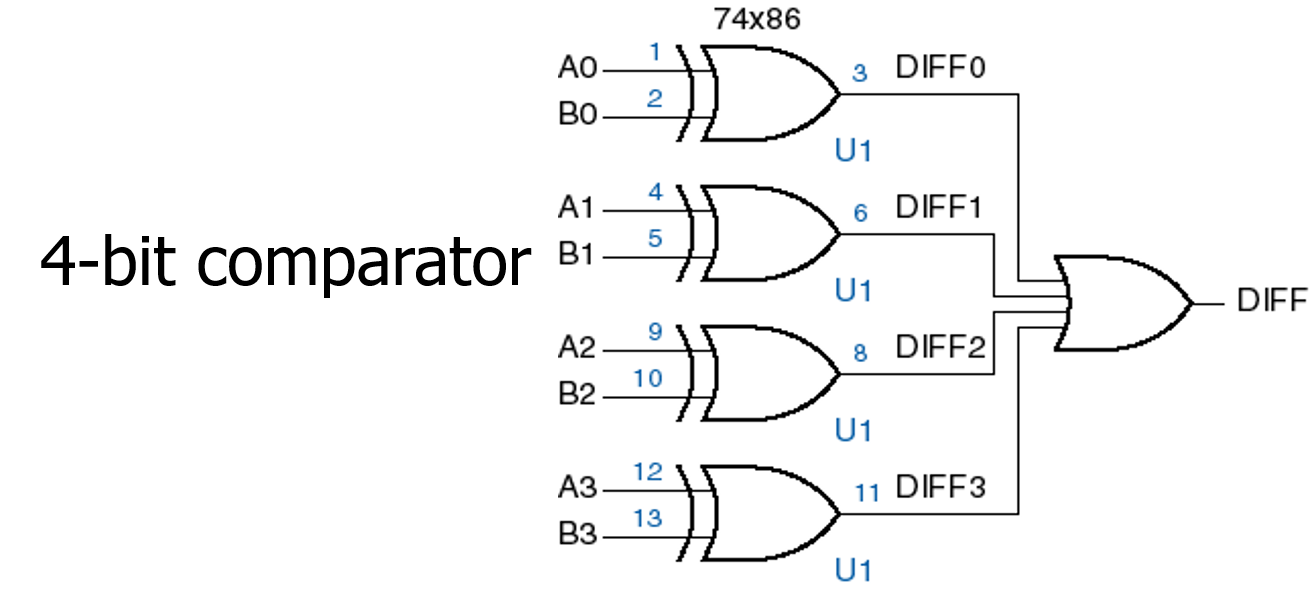 74x86
A0 1 3 DIFF0
B0 2
U1
A1 4 6 DIFF1
B1 5
4-bit comparator
U1
DIFF
A2 9 8 DIFF2
B2 10
U1
A3 12 11 DIFF3
B3 13
U1